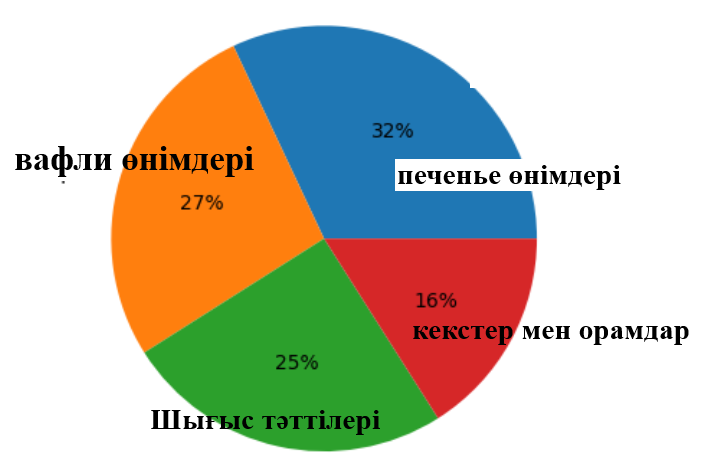 32%
вафли өнімдері
печенье өнімдері
27%
16%
кекстер мен орамдар
25%
Шығыс тәттілері